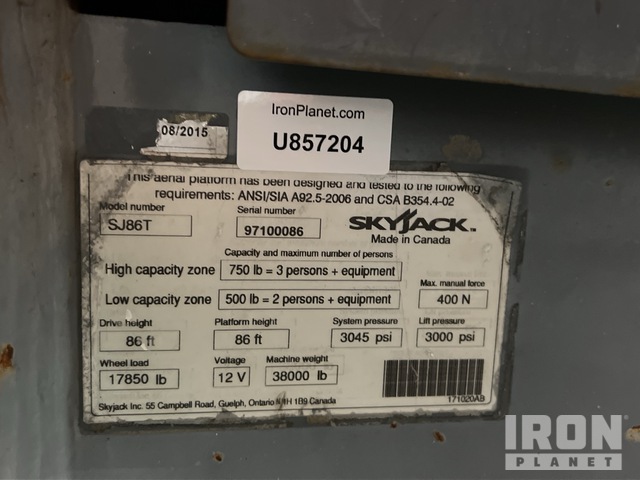 IronPlanet.com
U857204
08/2015
This aerial platform has been designed and tested to the following
requirements: ANSI/SIA A92.5-2006 and CSA B354.4-02
Model number
SJ86T
Serial number
97100086
SKYJACK™
Made in Canada
Capacity and maximum number of persons
High capacity zone 750 lb = 3 persons + equipment
Low capacity zone 500 lb = 2 persons + equipment
Max. manual force
400 N
Drive height Platform height System pressure Lift pressure
86 ft 86 ft 3045 psi 3000 psi
Wheel load Voltage Machine weight
17850 lb 12 V 38000 lb
171020AB
Skyjack Inc. 55 Campbell Road, Guelph, Ontario N1H 1B9 Canada
IRON
PLANET